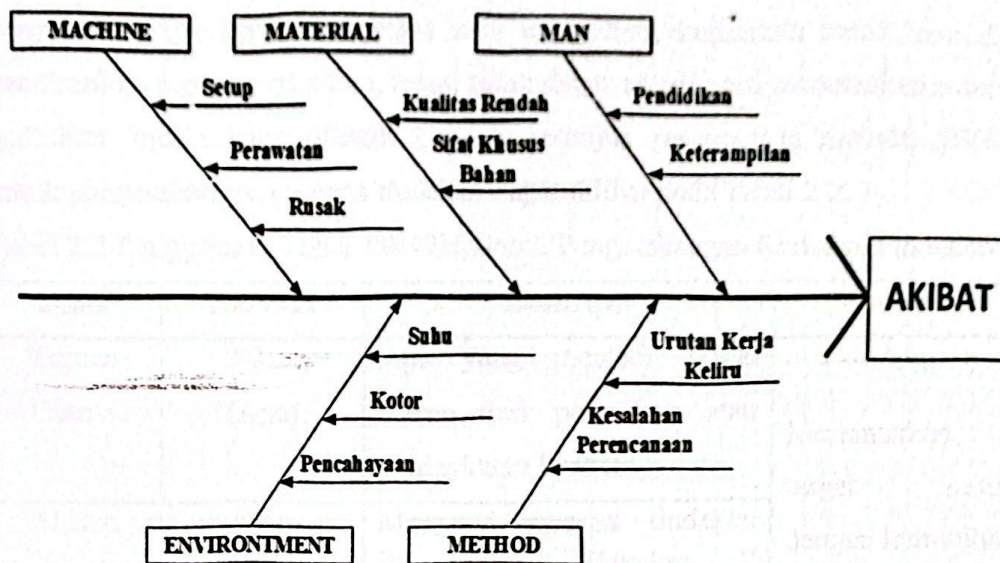 MACHINE
MATERIAL
MAN
Setup
Perawatan
Rusak
Kualitas Rendah
Sifat Khusus
Bahan
Pendidikan
Keterampilan
AKIBAT
Suhu
Kotor
Pencahayaan
Urutan Kerja
Keliru
Kesalahan
Perencanaan
ENVIRONTMENT
METHOD